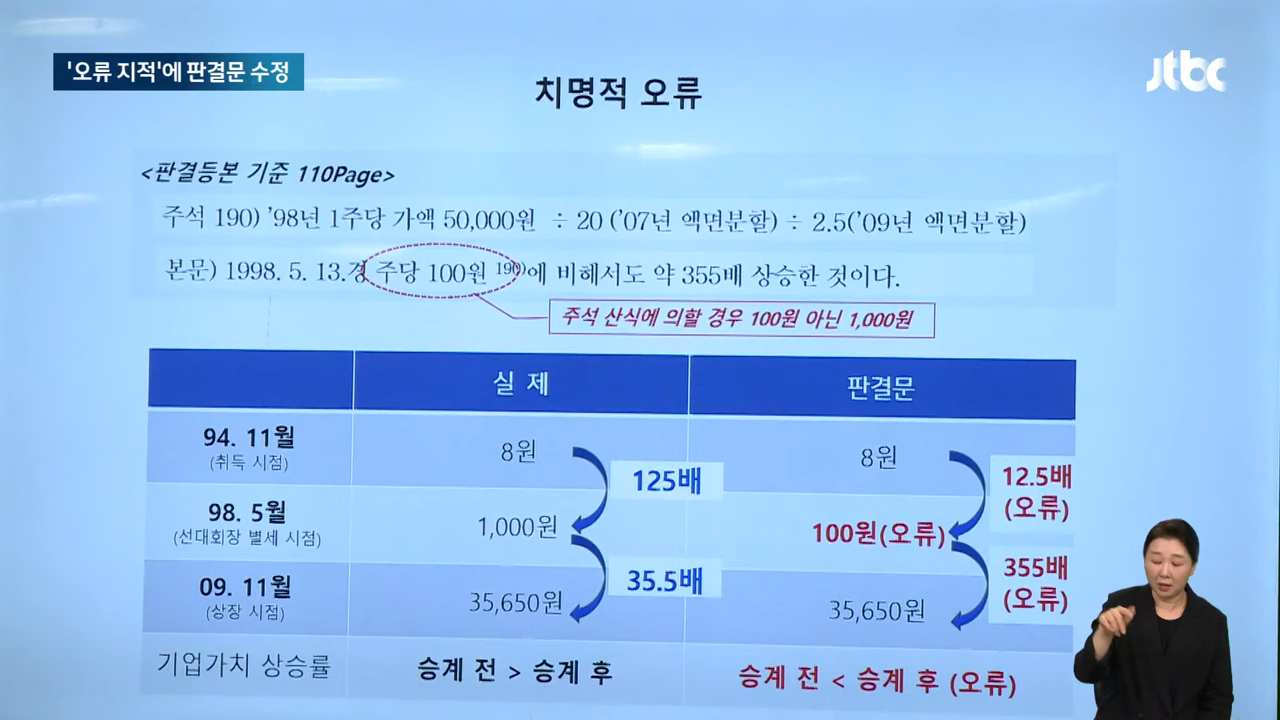 '오류 지적'에 판결문 수정
jtbc
치명적 오류
<판결등본 기준 110Page>
주석 190) '98년 1주당 가액 50,000원 ÷ 20 ('07년 액면분할) ÷ 2.5('09년 액면분할)
본문) 1998. 5. 13.경 주당 100원 190)에 비해서도 약 355배 상승한 것이다.
주석 산식에 의할 경우 100원 아닌 1,000원
실 제 판결문
94. 11월 8원 8원
(취득 시점)
125배 12.5배
(오류)
98. 5월 1,000원 100원(오류)
(선대회장 별세 시점)
35.5배 355배
(오류)
09. 11월 35,650원 35,650원
(상장 시점)
기업가치 상승률 승계 전 > 승계 후 승계 전 < 승계 후 (오류)